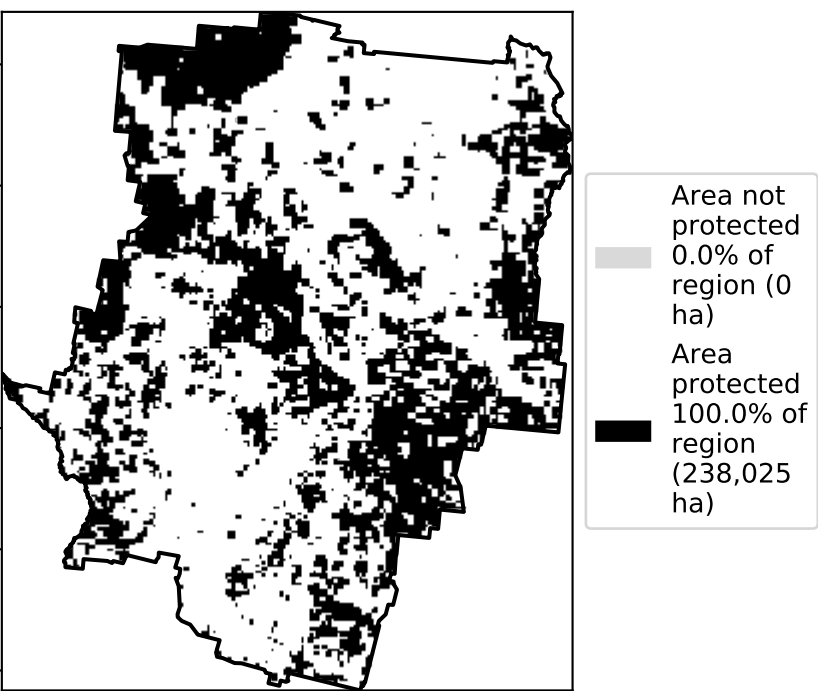 Area not
protected
0.0% of
region (0
ha)
Area
protected
100.0% of
region
(238,025
ha)